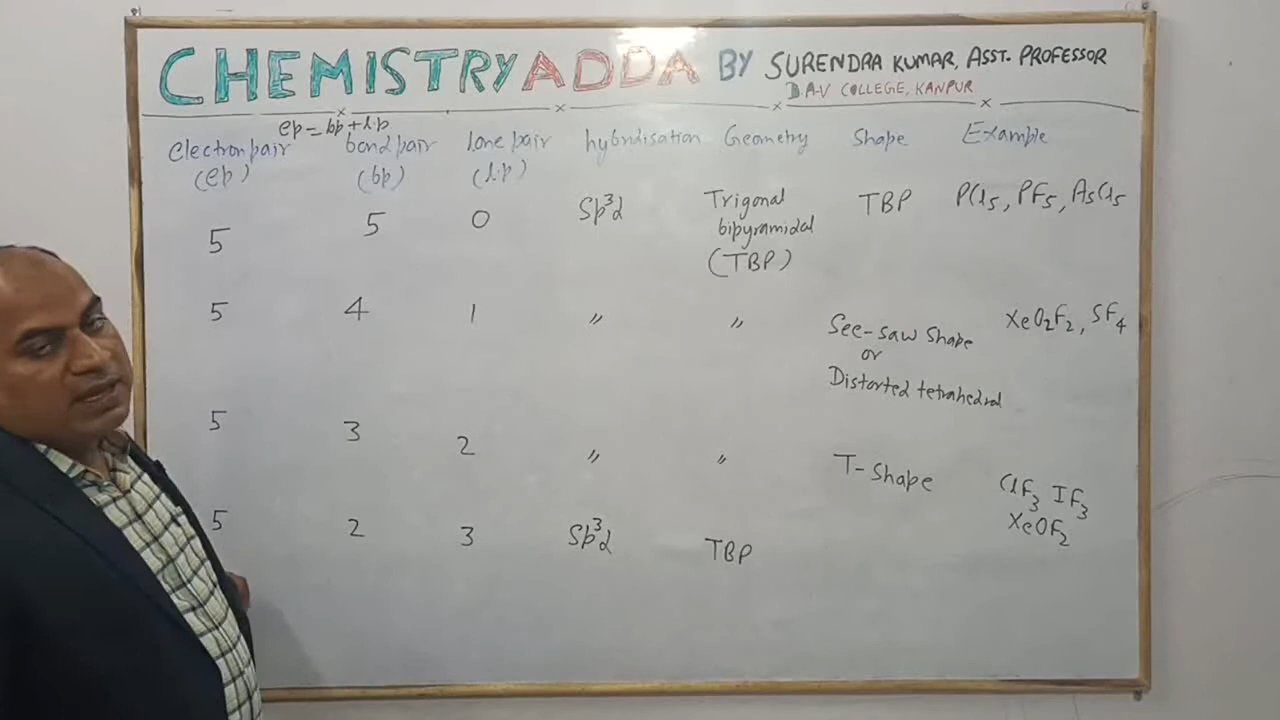 CHEMISTRY ADDA BY SURENDRA KUMAR, ASST. PROFESSOR
D A-V COLLEGE, KANPUR
ep = bp + l.p
electron pair bond pair lone pair hybridisation Geometry Shape Example
(ep) (bp) (l.p)
5 5 0 Sp³d Trigonal bipyramidal (TBP) TBP PCl₅, PF₅, AsCl₅
5 4 1 〃 〃 See-saw shape or Distorted tetrahedral XeO₂F₂, SF₄
5 3 2 〃 〃 T-shape ClF₃ IF₃ XeOF₂
5 2 3 Sp³d TBP